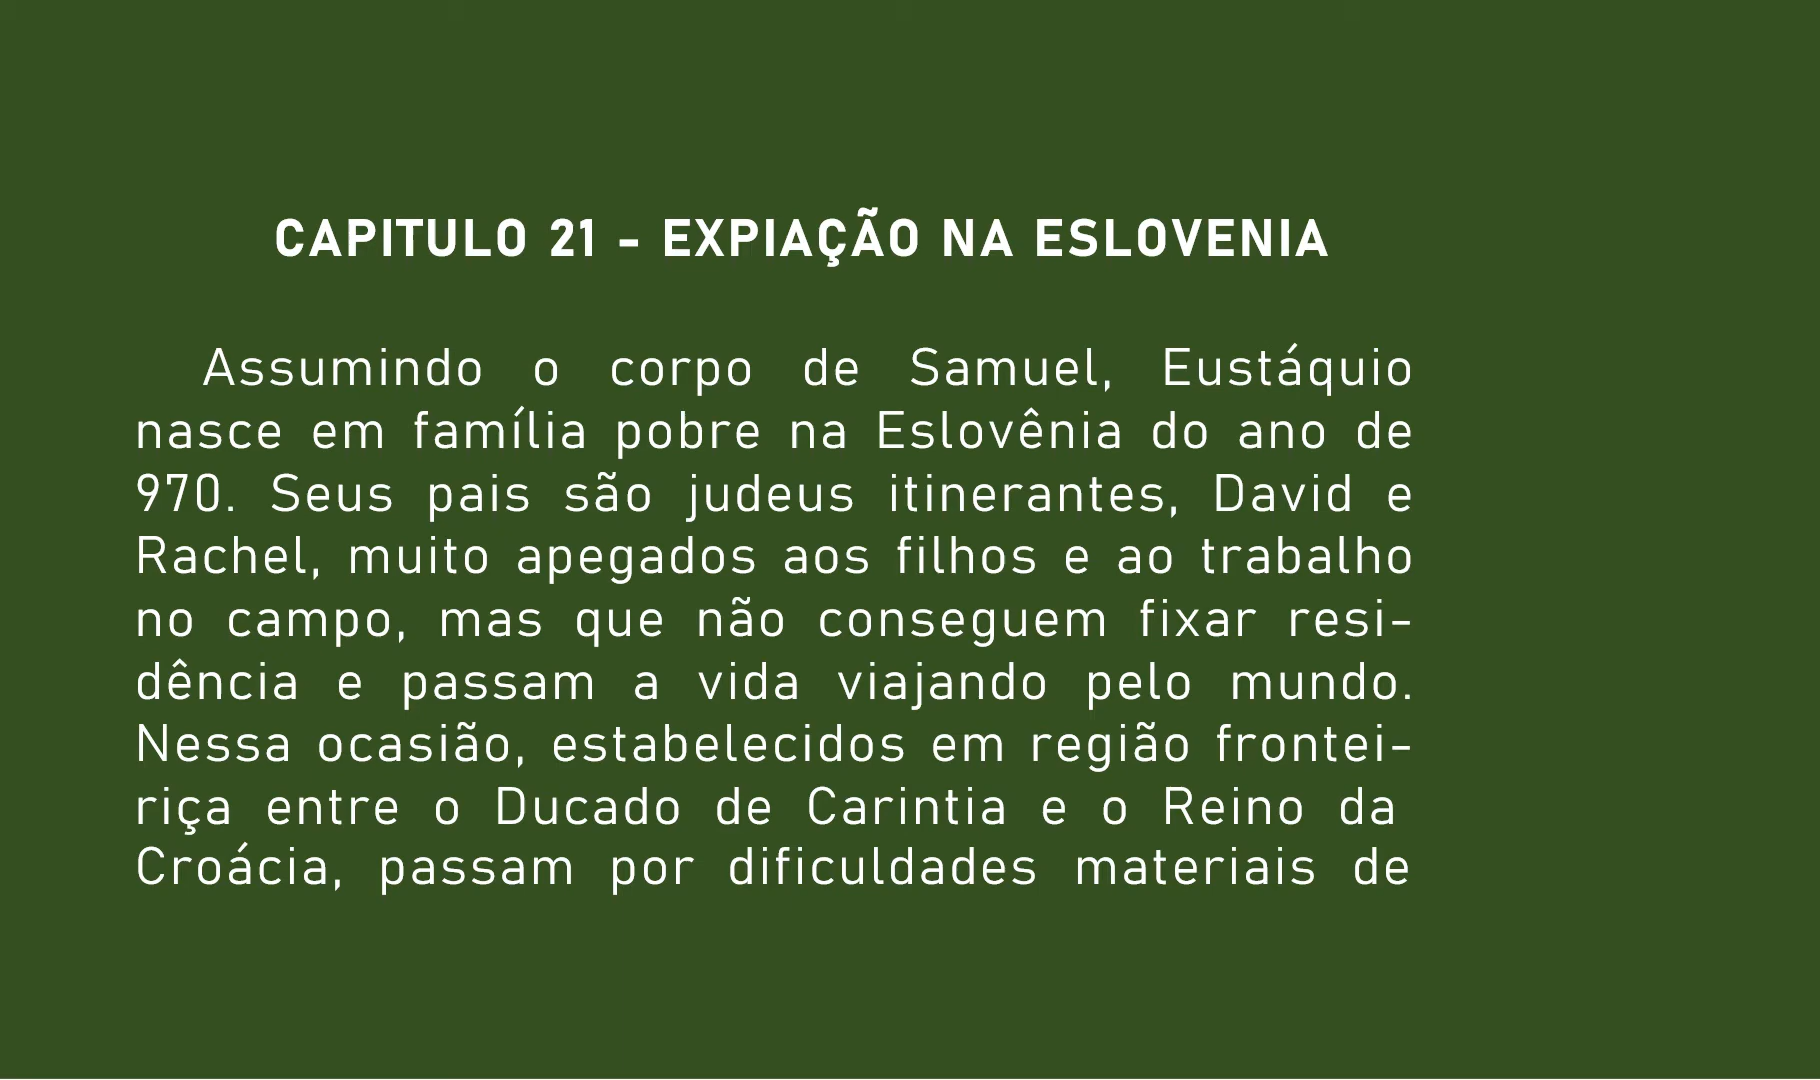 CAPITULO 21 - EXPIAÇÃO NA ESLOVENIA
Assumindo o corpo de Samuel, Eustáquio
nasce em família pobre na Eslovênia do ano de
970. Seus pais são judeus itinerantes, David e
Rachel, muito apegados aos filhos e ao trabalho
no campo, mas que não conseguem fixar resi-
dência e passam a vida viajando pelo mundo.
Nessa ocasião, estabelecidos em região frontei-
riça entre o Ducado de Carintia e o Reino da
Croácia, passam por dificuldades materiais de